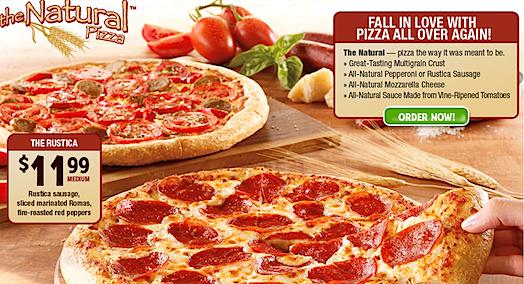 the Natural™
Pizza
FALL IN LOVE WITH
PIZZA ALL OVER AGAIN!
The Natural — pizza the way it was meant to be.
» Great-Tasting Multigrain Crust
» All-Natural Pepperoni or Rustica Sausage
» All-Natural Mozzarella Cheese
» All-Natural Sauce Made from Vine-Ripened Tomatoes
ORDER NOW!
THE RUSTICA
$11.99
MEDIUM
Rustica sausage,
sliced marinated Romas,
fire-roasted red peppers